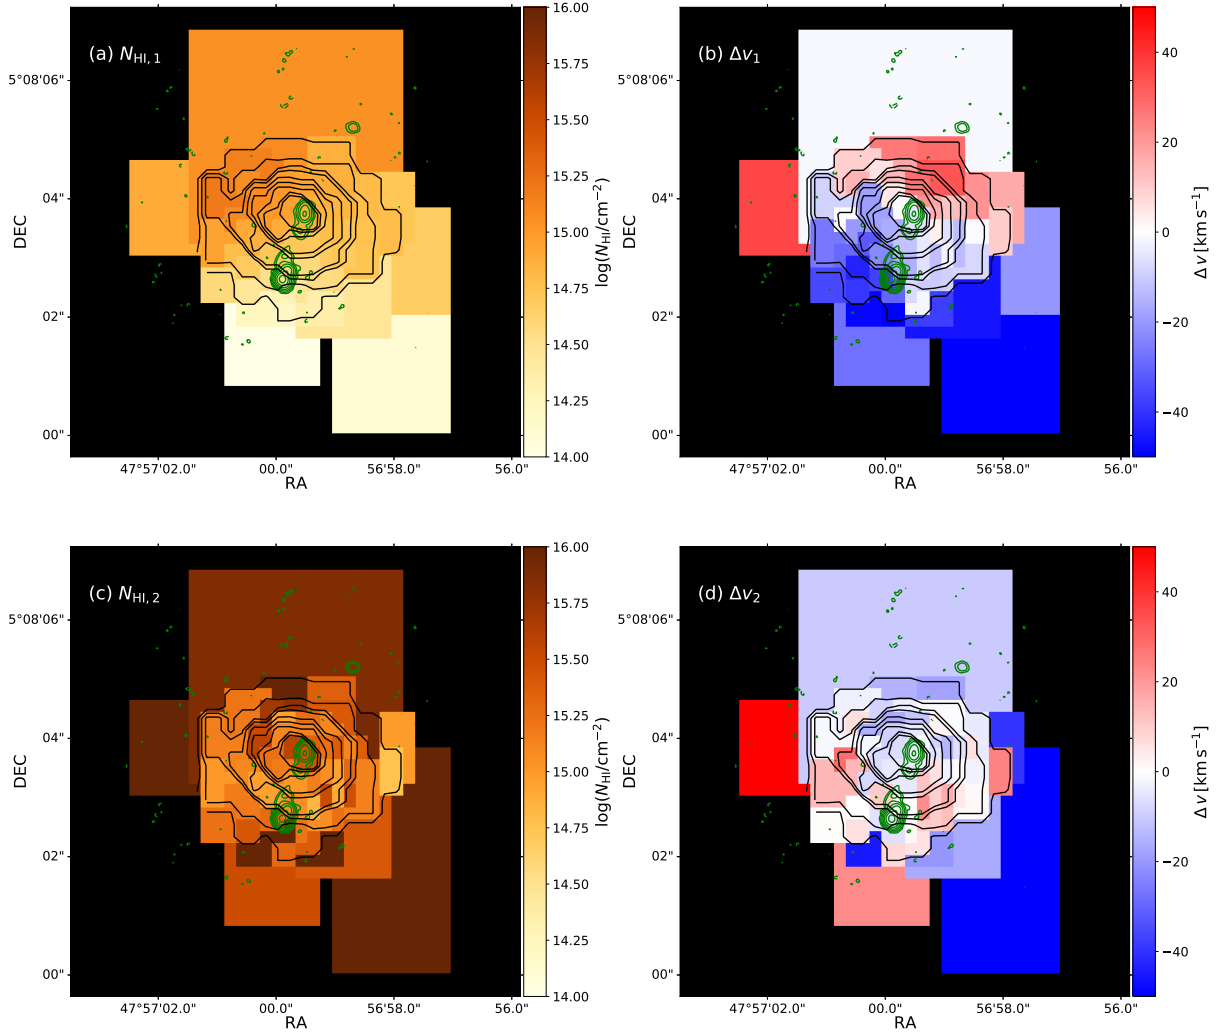 (a) N_HI, 1
5°08'06"
04"
02"
00"
DEC
47°57'02.0" 00.0" 56'58.0" 56.0"
RA
16.00
15.75
15.50
15.25
15.00
14.75
14.50
14.25
14.00
log(N_HI/cm⁻²)
(b) Δv₁
5°08'06"
04"
02"
00"
DEC
47°57'02.0" 00.0" 56'58.0" 56.0"
RA
40
20
0
−20
−40
Δ v [km s⁻¹]
(c) N_HI, 2
5°08'06"
04"
02"
00"
DEC
47°57'02.0" 00.0" 56'58.0" 56.0"
RA
16.00
15.75
15.50
15.25
15.00
14.75
14.50
14.25
14.00
log(N_HI/cm⁻²)
(d) Δv₂
5°08'06"
04"
02"
00"
DEC
47°57'02.0" 00.0" 56'58.0" 56.0"
RA
40
20
0
−20
−40
Δ v [km s⁻¹]